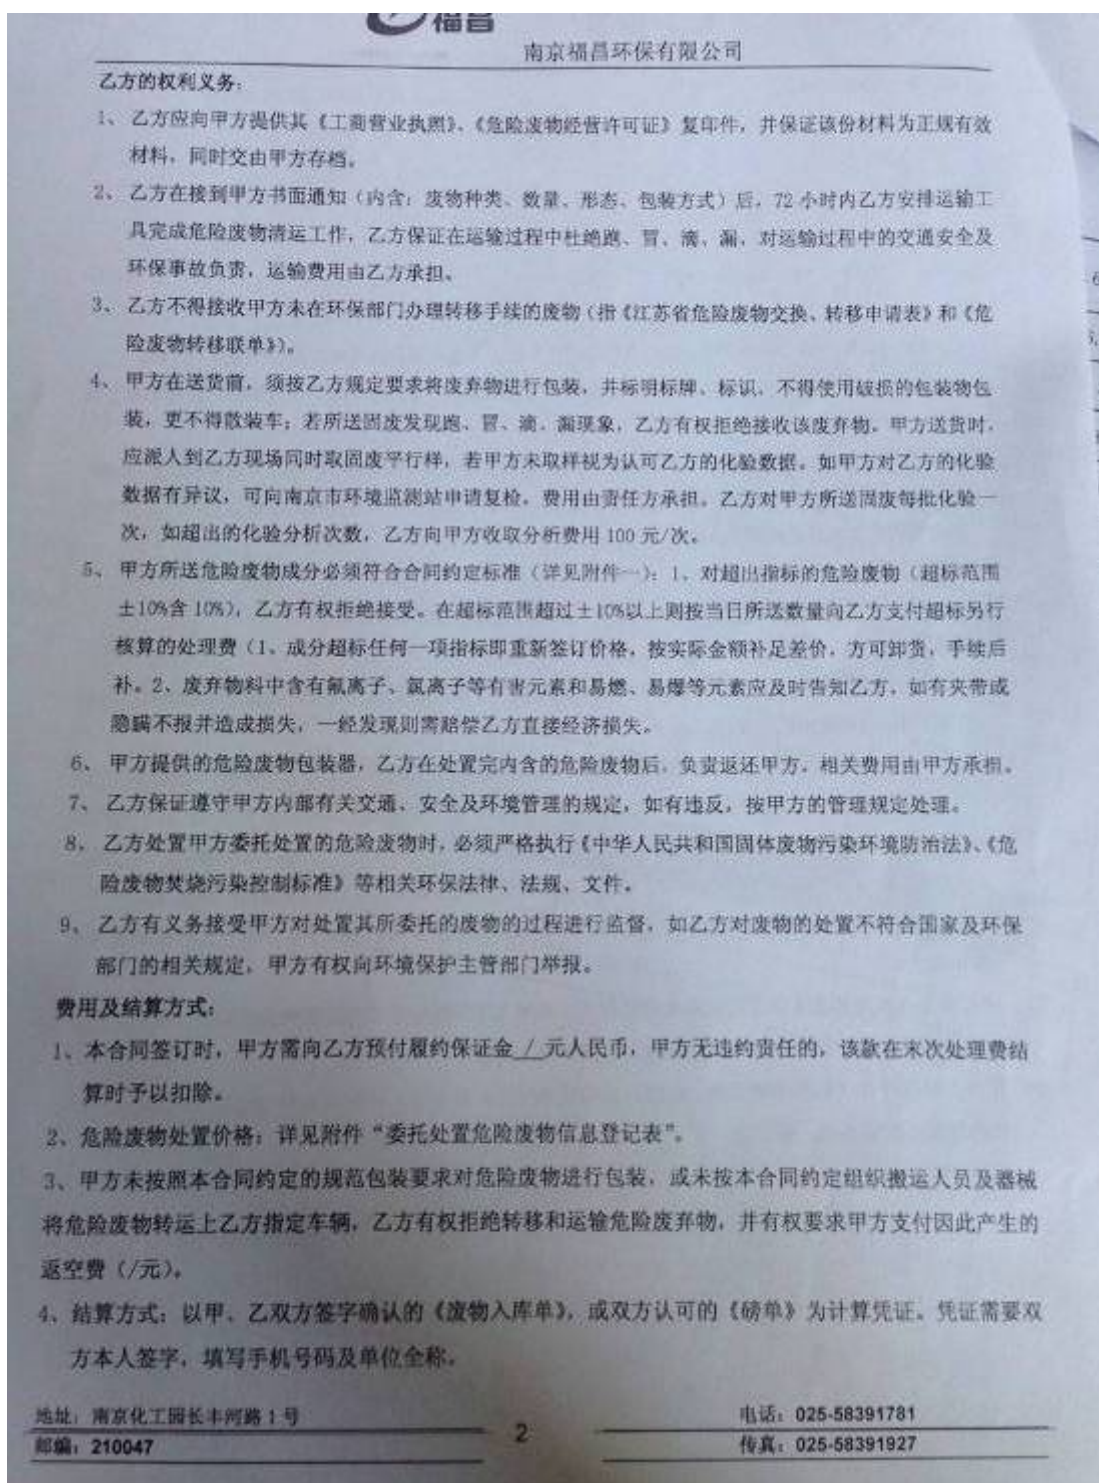 福昌
南京福昌环保有限公司
乙方的权利义务：
1、乙方应向甲方提供其《工商营业执照》、《危险废物经营许可证》复印件，并保证该份材料为正规有效
材料，同时交由甲方存档。
2、乙方在接到甲方书面通知（内含：废物种类、数量、形态、包装方式）后，72 小时内乙方安排运输工
具完成危险废物清运工作，乙方保证在运输过程中杜绝跑、冒、滴、漏，对运输过程中的交通安全及
环保事故负责，运输费用由乙方承担。
3、乙方不得接收甲方未在环保部门办理转移手续的废物（指《江苏省危险废物交换、转移申请表》和《危
险废物转移联单》）。
4、甲方在送货前，须按乙方规定要求将废弃物进行包装，并标明标牌、标识，不得使用破损的包装物包
装，更不得散装车；若所送固废发现跑、冒、滴、漏现象，乙方有权拒绝接收该废弃物。甲方送货时，
应派人到乙方现场同时取固废平行样，若甲方未取样视为认可乙方的化验数据。如甲方对乙方的化验
数据有异议，可向南京市环境监测站申请复检，费用由责任方承担。乙方对甲方所送固废每批化验一
次，如超出的化验分析次数，乙方向甲方收取分析费用 100 元/次。
5、甲方所送危险废物成分必须符合合同约定标准（详见附件一）：1、对超出指标的危险废物（超标范围
±10%含 10%），乙方有权拒绝接受。在超标范围超过±10%以上则按当日所送数量向乙方支付超标另行
核算的处理费（1、成分超标任何一项指标即重新签订价格，按实际金额补足差价，方可卸货，手续后
补。2、废弃物料中含有氟离子、氯离子等有害元素和易燃、易爆等元素应及时告知乙方，如有夹带或
隐瞒不报并造成损失，一经发现则需赔偿乙方直接经济损失。
6、甲方提供的危险废物包装器，乙方在处置完内含的危险废物后，负责返还甲方，相关费用由甲方承担。
7、乙方保证遵守甲方内部有关交通、安全及环境管理的规定，如有违反，按甲方的管理规定处理。
8、乙方处置甲方委托处置的危险废物时，必须严格执行《中华人民共和国固体废物污染环境防治法》、《危
险废物焚烧污染控制标准》等相关环保法律、法规、文件。
9、乙方有义务接受甲方对处置其所委托的废物的过程进行监督，如乙方对废物的处置不符合国家及环保
部门的相关规定，甲方有权向环境保护主管部门举报。
费用及结算方式：
1、本合同签订时，甲方需向乙方预付履约保证金 / 元人民币，甲方无违约责任的，该款在末次处理费结
算时予以扣除。
2、危险废物处置价格：详见附件“委托处置危险废物信息登记表”。
3、甲方未按照本合同约定的规范包装要求对危险废物进行包装，或未按本合同约定组织搬运人员及器械
将危险废物转运上乙方指定车辆，乙方有权拒绝转移和运输危险废弃物，并有权要求甲方支付因此产生的
返空费（/元）。
4、结算方式：以甲、乙双方签字确认的《废物入库单》，或双方认可的《磅单》为计算凭证。凭证需要双
方本人签字，填写手机号码及单位全称。
地址：南京化工园长丰河路 1 号
邮编：210047
2
电话：025-58391781
传真：025-58391927